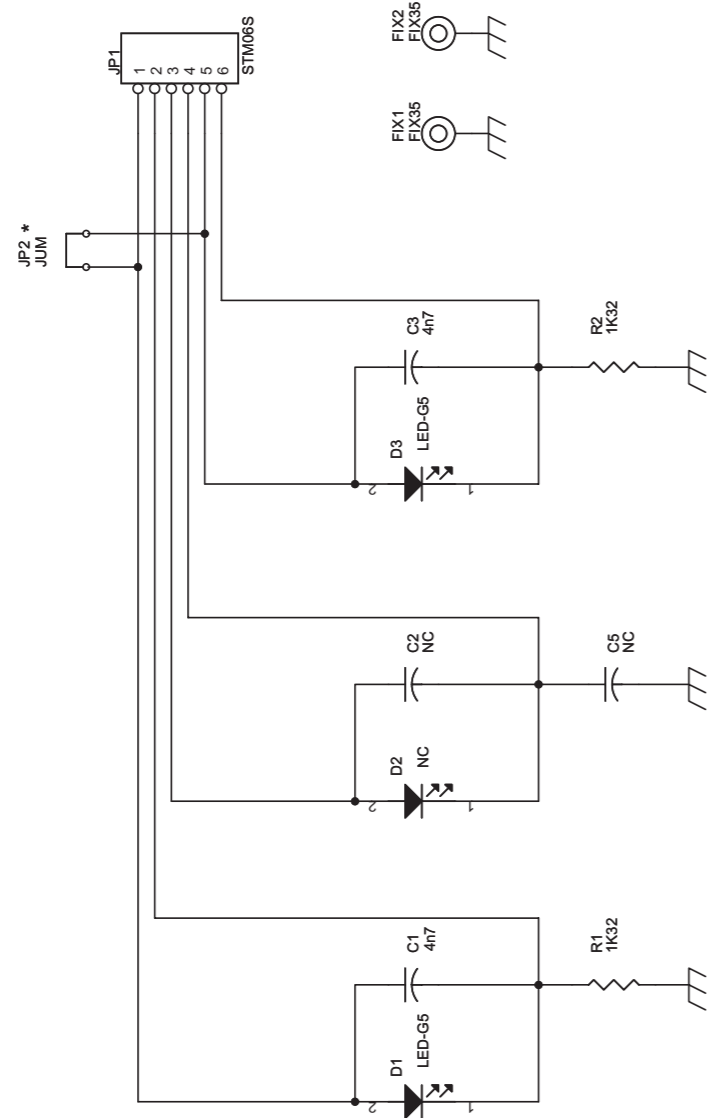 JP1
1
2
3
4
5
6
STM06S
FIX2
FIX35
FIX1
FIX35
JP2 *
JUM
C3
4n7
R2
1K32
D3
LED-G5
2
1
C2
NC
C5
NC
D2
NC
2
1
C1
4n7
R1
1K32
D1
LED-G5
2
1